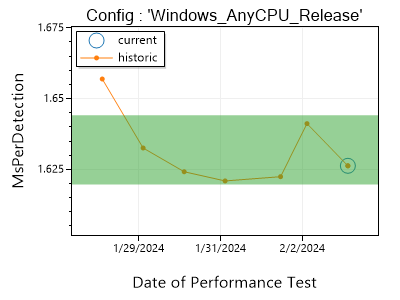 Config : 'Windows_AnyCPU_Release'
1.675
current
historic
1.65
MsPerDetection
1.625
1/29/2024 1/31/2024 2/2/2024
Date of Performance Test